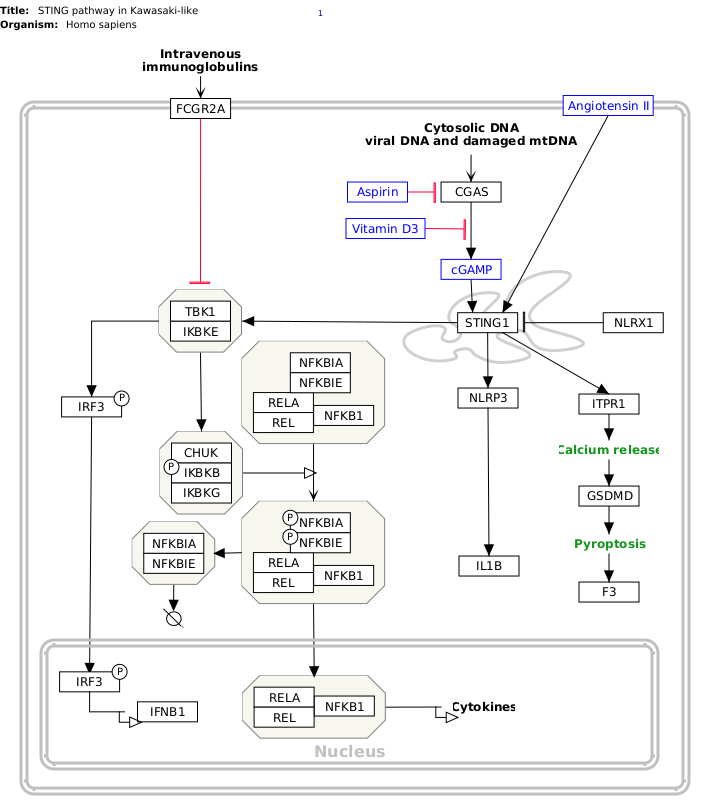 Title: STING pathway in Kawasaki-like
1
Organism: Homo sapiens
Intravenous
immunoglobulins
FCGR2A
Angiotensin II
Cytosolic DNA
viral DNA and damaged mtDNA
Aspirin
CGAS
Vitamin D3
cGAMP
TBK1
IKBKE
STING1
NLRX1
NFKBIA
NFKBIE
RELA
REL
NFKB1
IRF3
P
NLRP3
ITPR1
Calcium release
CHUK
P
IKBKB
IKBKG
GSDMD
P
NFKBIA
P
NFKBIE
RELA
REL
NFKB1
NFKBIA
NFKBIE
Pyroptosis
IL1B
F3
IRF3
P
IFNB1
RELA
REL
NFKB1
Cytokines
Nucleus